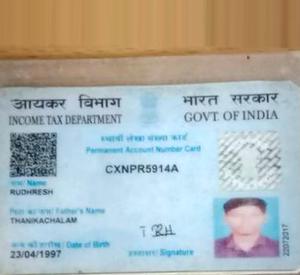 आयकर विभाग
INCOME TAX DEPARTMENT
भारत सरकार
GOVT. OF INDIA
स्थायी लेखा संख्या कार्ड
Permanent Account Number Card
CXNPR5914A
नाम/ Name
RUDHRESH
पिता का नाम/ Father's Name
THANIKACHALAM
जन्म की तारीख/ Date of Birth
23/04/1997
हस्ताक्षर/ Signature
22072017